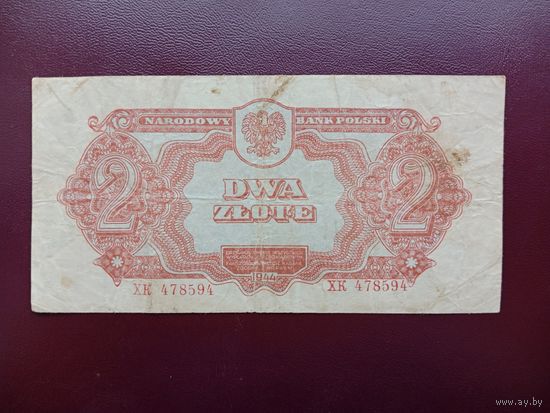 NARODOWY BANK POLSKI
2 2
DWA
ZŁOTE
1944
XK 478594 XK 478594
www.ay.by